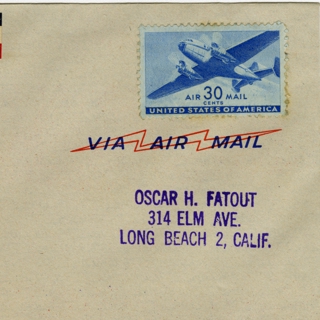 AIR 30 MAIL
CENTS
UNITED STATES OF AMERICA
VIA AIR MAIL
OSCAR H. FATOUT
314 ELM AVE.
LONG BEACH 2, CALIF.